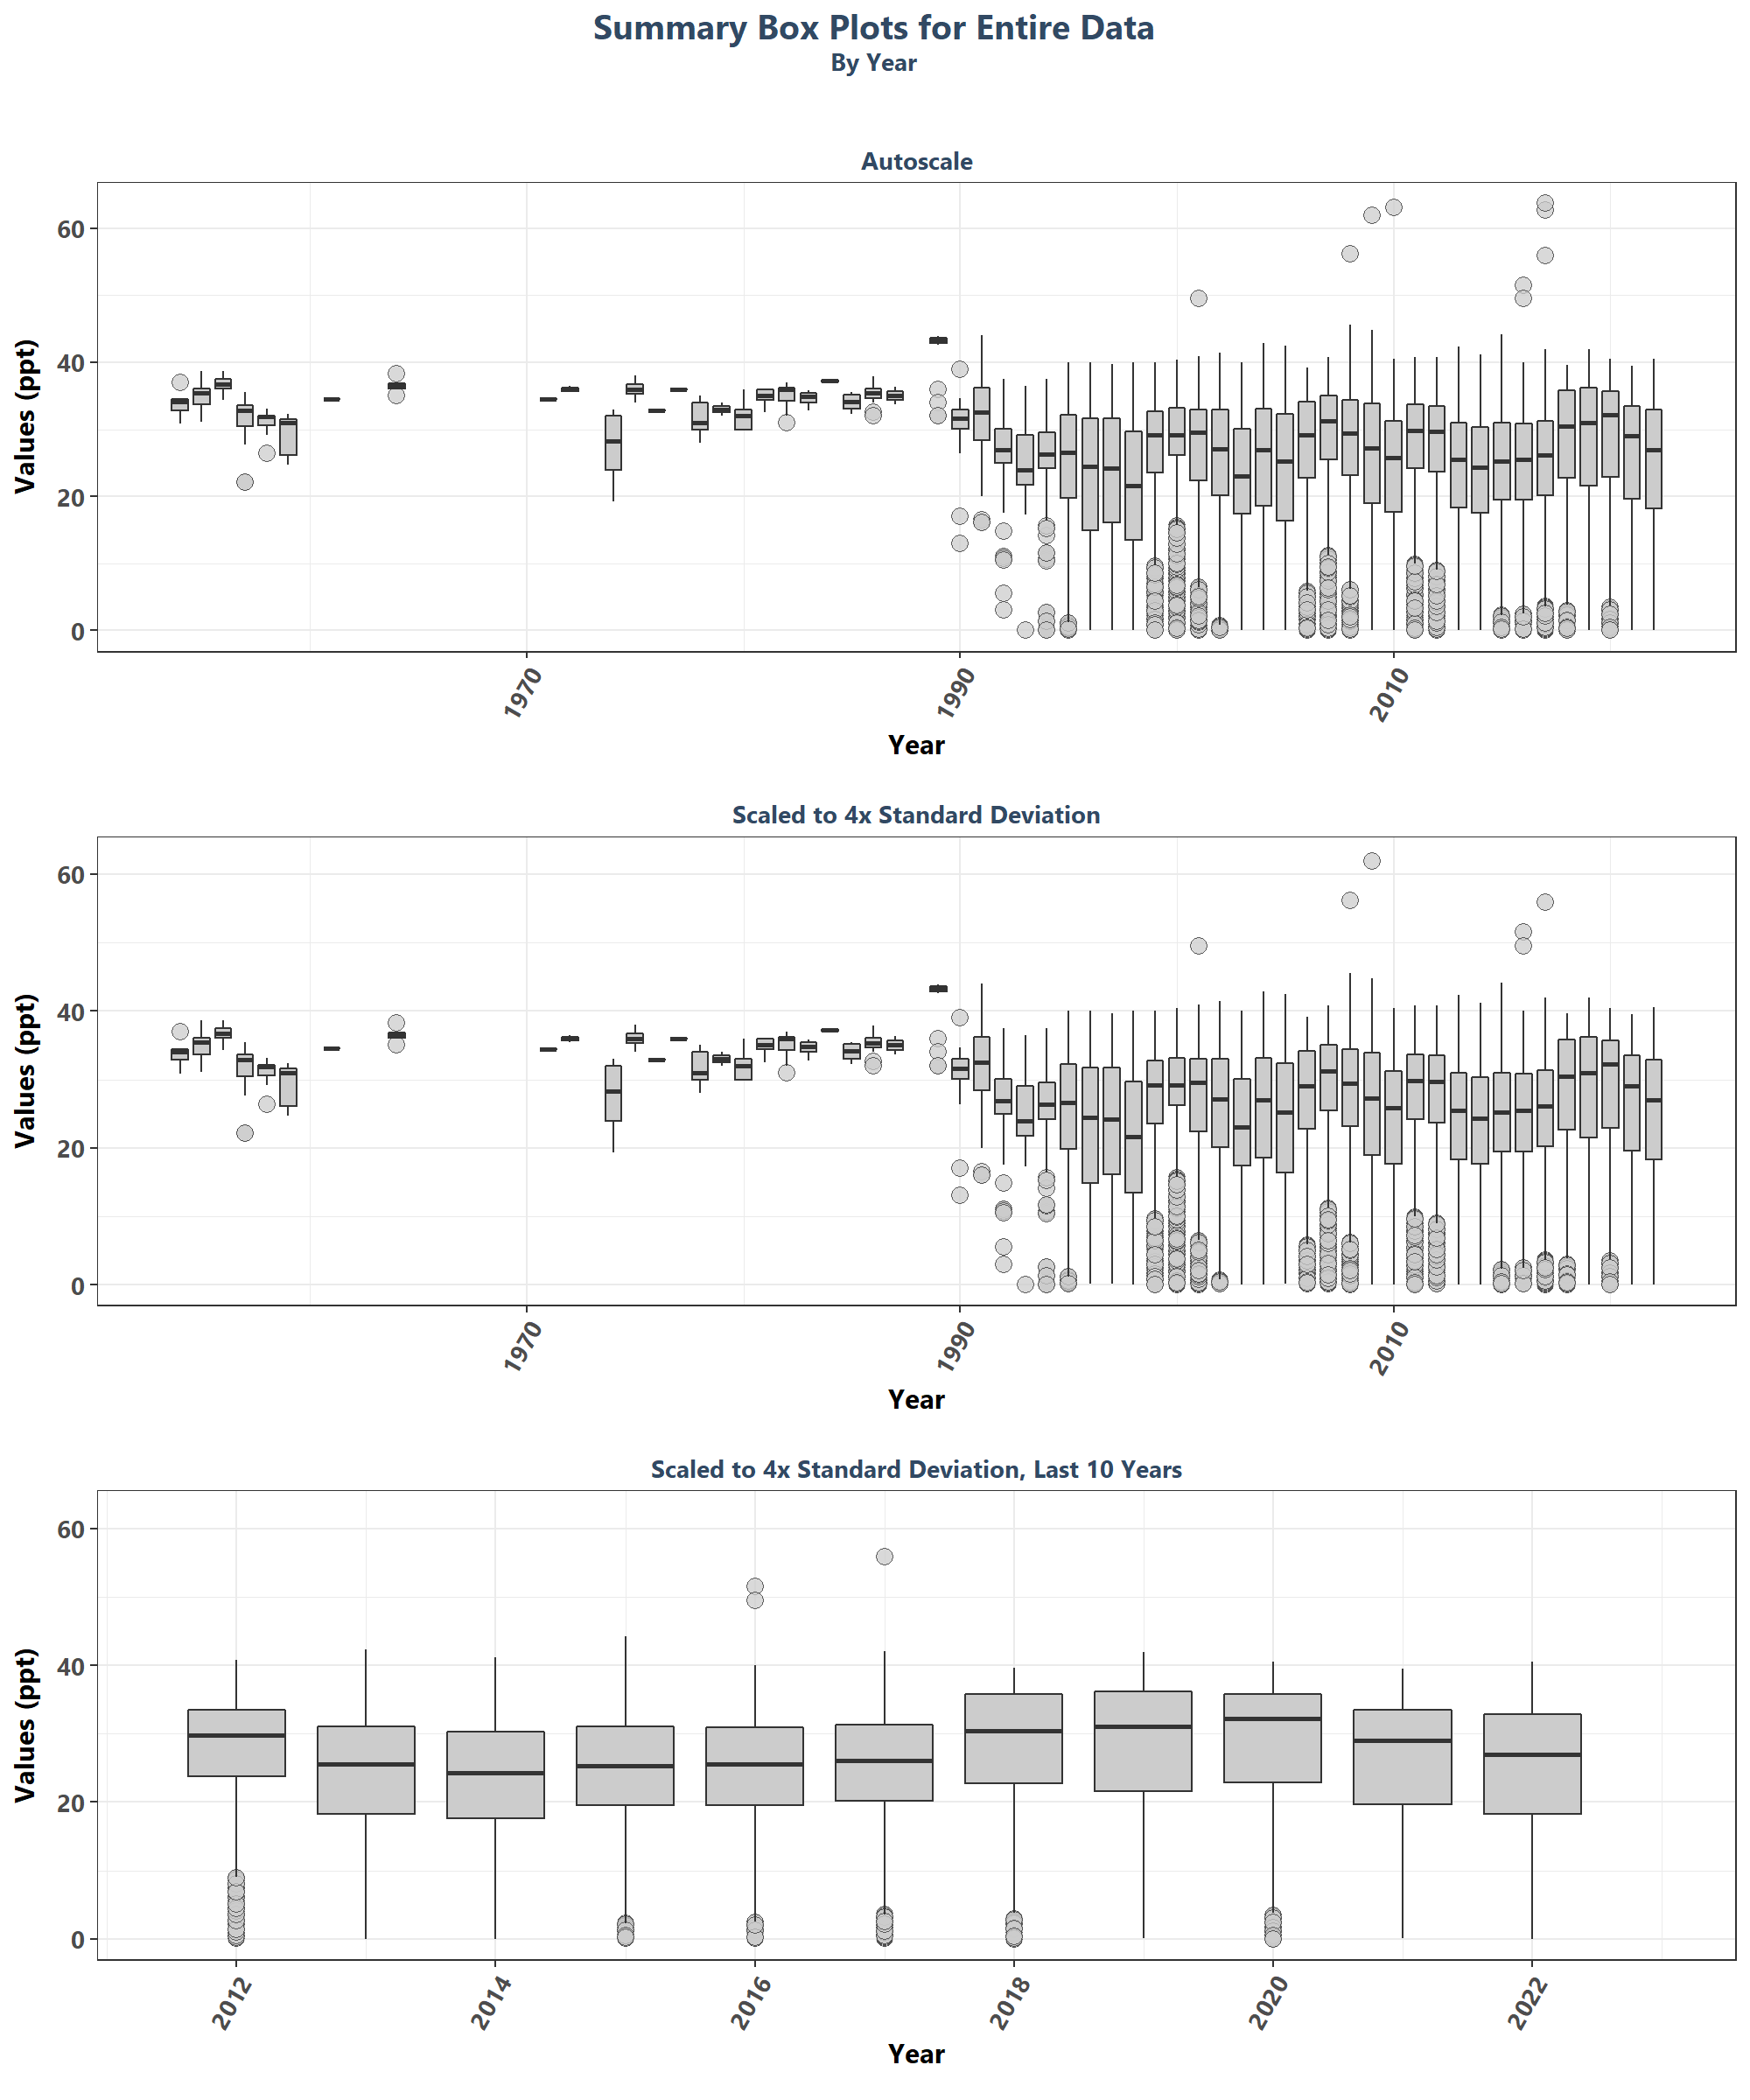 Summary Box Plots for Entire Data
By Year
Autoscale
Values (ppt)
60
40
20
0
1970
1990
2010
Year
Scaled to 4x Standard Deviation
Values (ppt)
60
40
20
0
1970
1990
2010
Year
Scaled to 4x Standard Deviation, Last 10 Years
Values (ppt)
60
40
20
0
2012
2014
2016
2018
2020
2022
Year